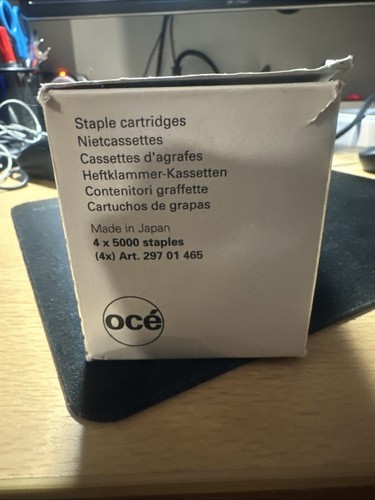 Staple cartridges
Nietcassettes
Cassettes d'agrafes
Heftklammer-Kassetten
Contenitori graffette
Cartuchos de grapas
Made in Japan
4 x 5000 staples
(4x) Art. 297 01 465
océ